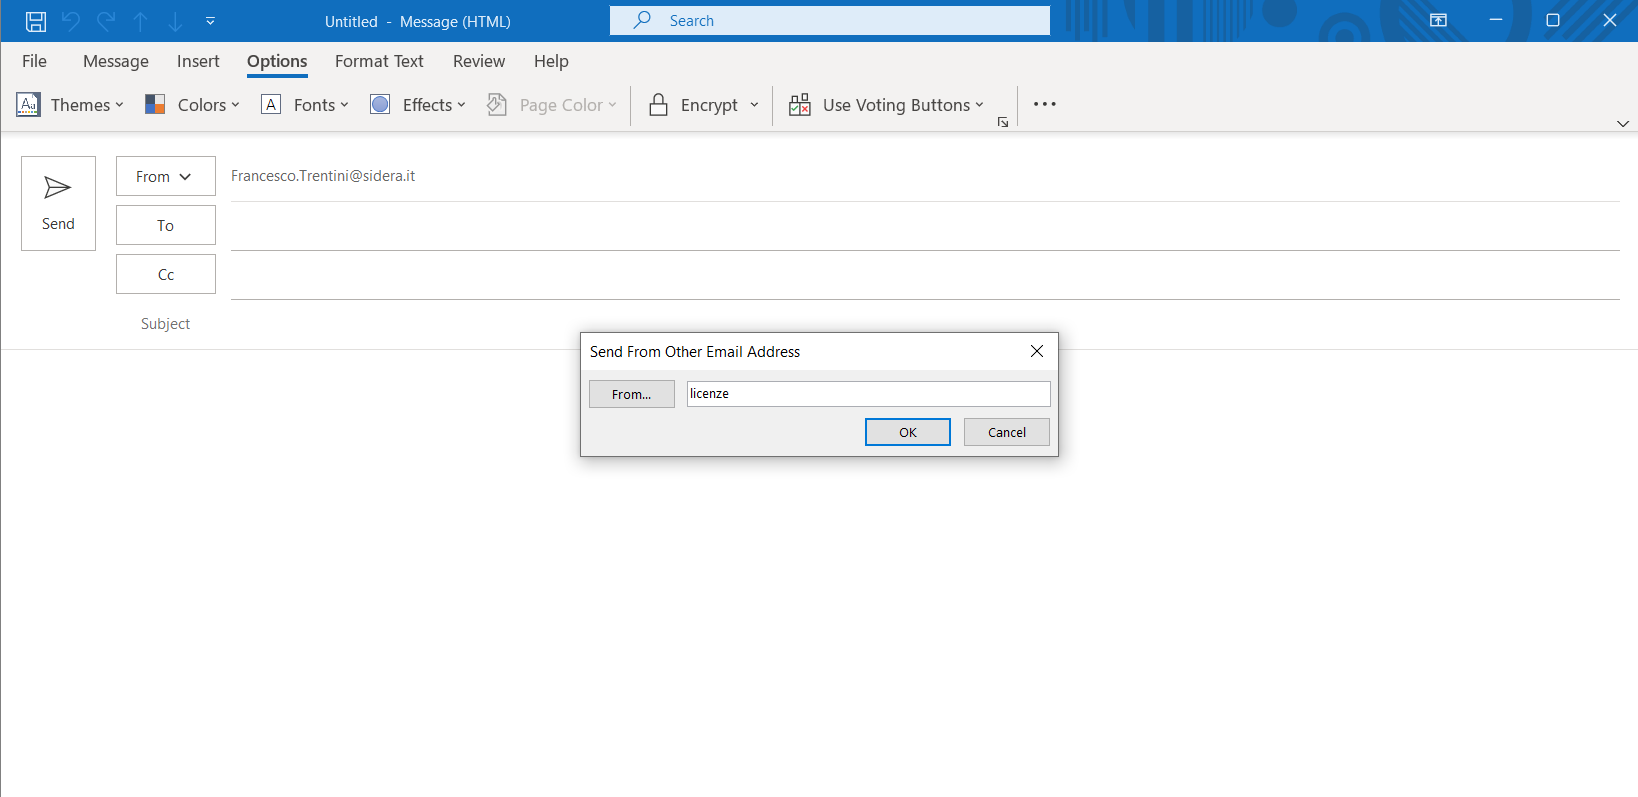 Untitled - Message (HTML)
Search
File Message Insert Options Format Text Review Help
Themes Colors Fonts Effects Page Color Encrypt Use Voting Buttons
From Francesco.Trentini@sidera.it
Send
To
Cc
Subject
Send From Other Email Address
From... licenze
OK Cancel